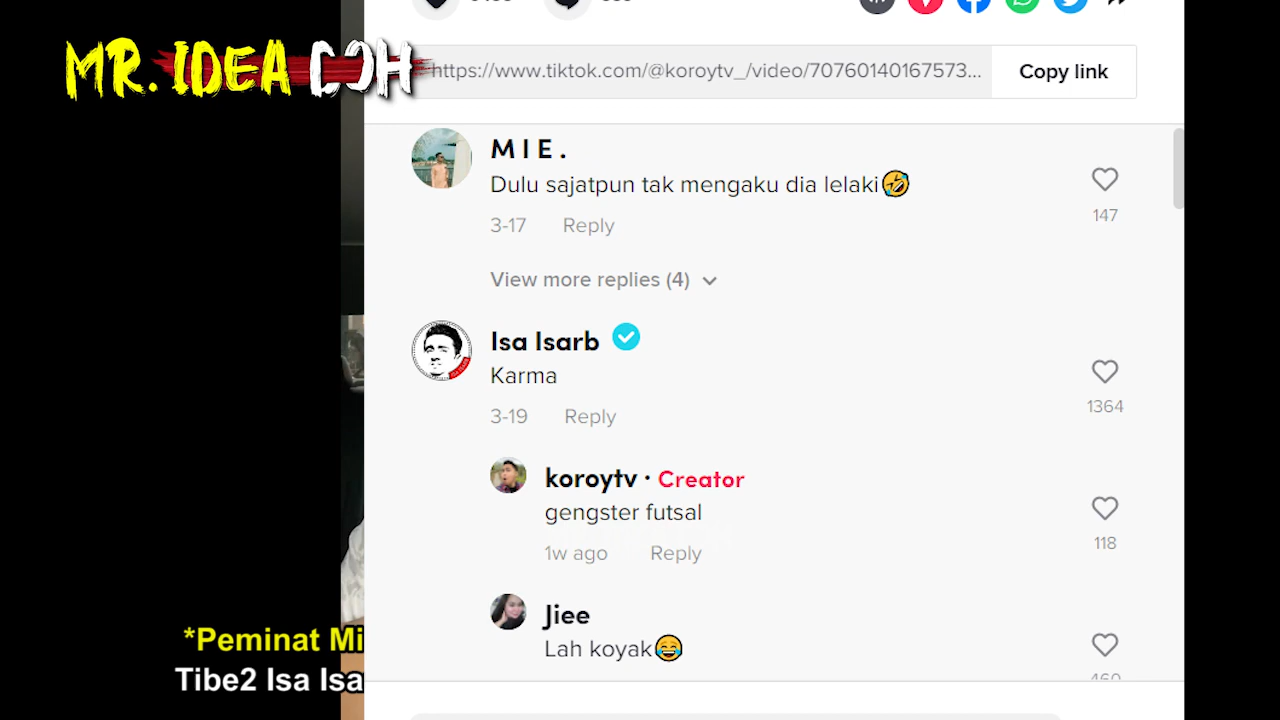 MR. IDEA DOH
https://www.tiktok.com/@koroytv_/video/70760140167573...
Copy link
M I E .
Dulu sajatpun tak mengaku dia lelaki🤣
147
3-17 Reply
View more replies (4)
Isa Isarb
Karma
1364
3-19 Reply
koroytv · Creator
gengster futsal
118
1w ago Reply
Jiee
Lah koyak😂
*Peminat Mi
Tibe2 Isa Isa